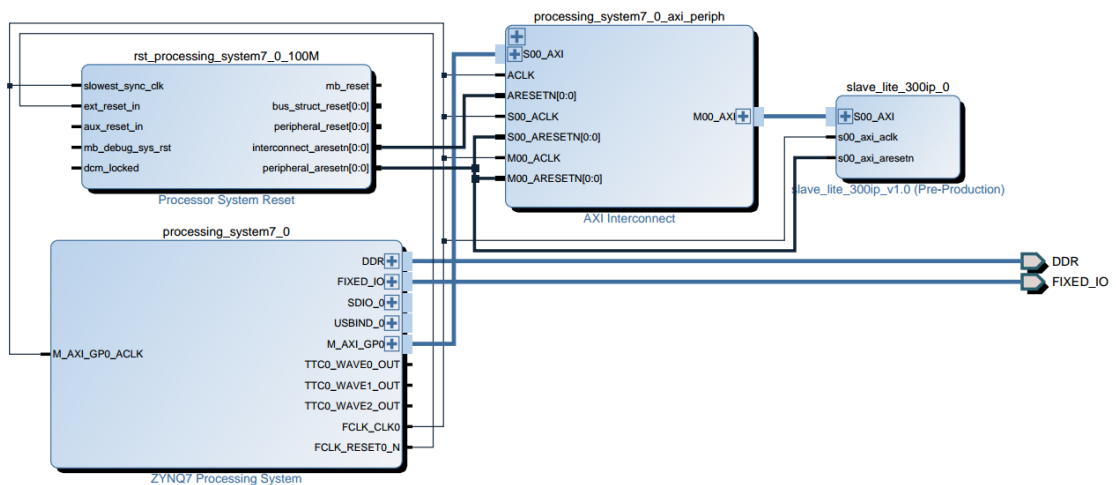 rst_processing_system7_0_100M
slowest_sync_clk
ext_reset_in
aux_reset_in
mb_debug_sys_rst
dcm_locked
mb_reset
bus_struct_reset[0:0]
peripheral_reset[0:0]
interconnect_aresetn[0:0]
peripheral_aresetn[0:0]
Processor System Reset
processing_system7_0_axi_periph
S00_AXI
ACLK
ARESETN[0:0]
S00_ACLK
S00_ARESETN[0:0]
M00_ACLK
M00_ARESETN[0:0]
M00_AXI
AXI Interconnect
slave_lite_300ip_0
S00_AXI
s00_axi_aclk
s00_axi_aresetn
slave_lite_300ip_v1.0 (Pre-Production)
processing_system7_0
M_AXI_GP0_ACLK
DDR
FIXED_IO
SDIO_0
USBIND_0
M_AXI_GP0
TTC0_WAVE0_OUT
TTC0_WAVE1_OUT
TTC0_WAVE2_OUT
FCLK_CLK0
FCLK_RESET0_N
ZYNQ7 Processing System
DDR
FIXED_IO